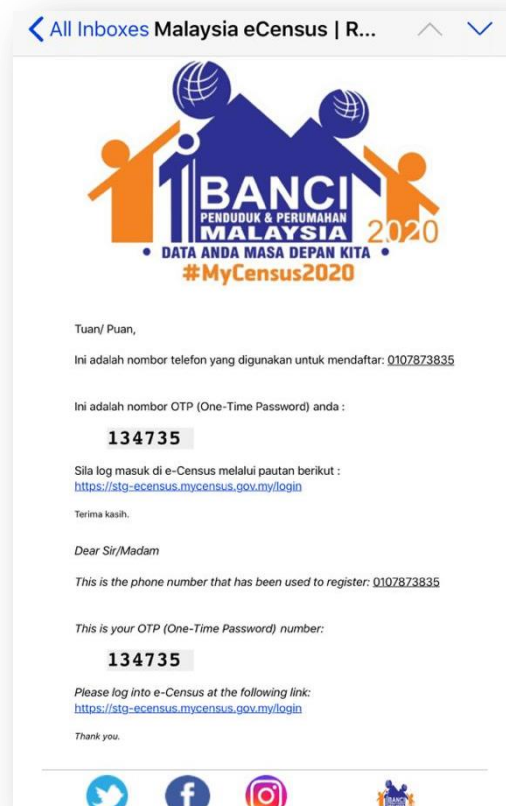 All Inboxes Malaysia eCensus | R...
BANCI
PENDUDUK & PERUMAHAN
MALAYSIA 2020
• DATA ANDA MASA DEPAN KITA •
#MyCensus2020
Tuan/ Puan,
Ini adalah nombor telefon yang digunakan untuk mendaftar: 0107873835
Ini adalah nombor OTP (One-Time Password) anda :
134735
Sila log masuk di e-Census melalui pautan berikut :
https://stg-ecensus.mycensus.gov.my/login
Terima kasih.
Dear Sir/Madam
This is the phone number that has been used to register: 0107873835
This is your OTP (One-Time Password) number:
134735
Please log into e-Census at the following link:
https://stg-ecensus.mycensus.gov.my/login
Thank you.
BANCI